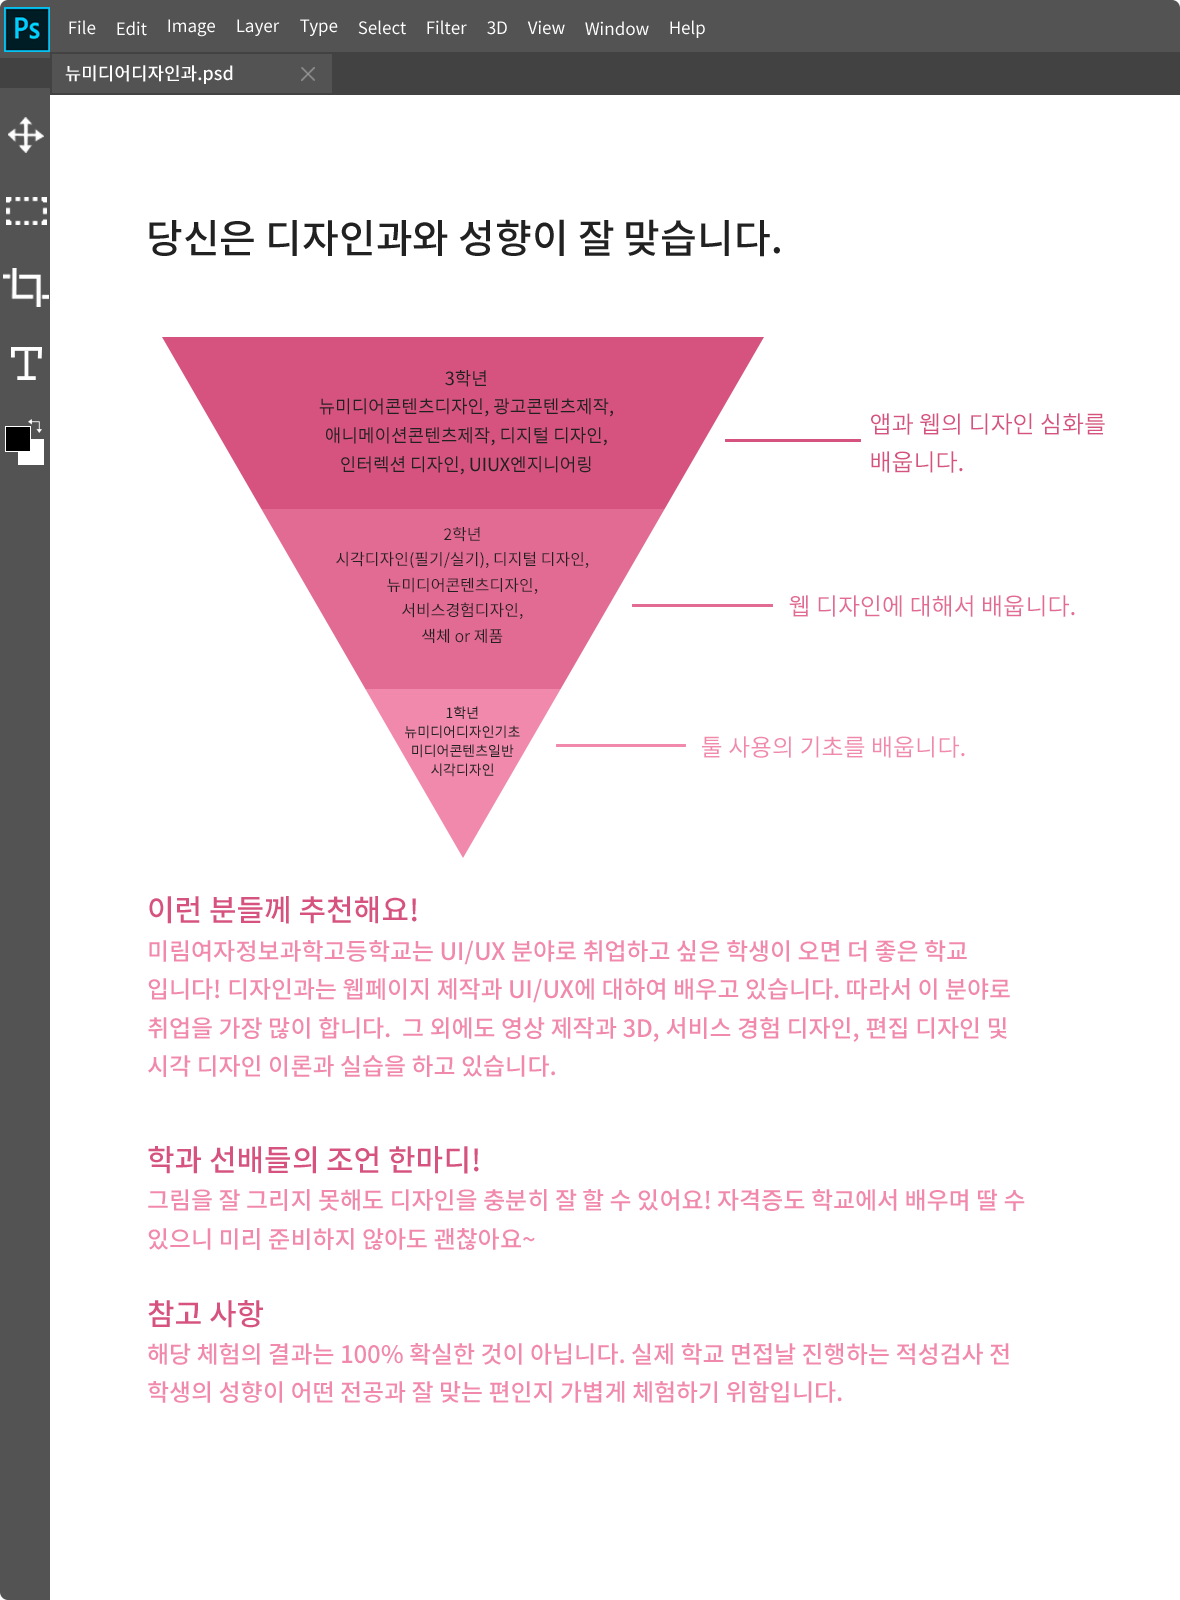 Ps File Edit Image Layer Type Select Filter 3D View Window Help
뉴미디어디자인과.psd
T
당신은 디자인과와 성향이 잘 맞습니다.
3학년
뉴미디어콘텐츠디자인, 광고콘텐츠제작,
애니메이션콘텐츠제작, 디지털 디자인,
인터렉션 디자인, UIUX엔지니어링
앱과 웹의 디자인 심화를
배웁니다.
2학년
시각디자인(필기/실기), 디지털 디자인,
뉴미디어콘텐츠디자인,
서비스경험디자인,
색체 or 제품
웹 디자인에 대해서 배웁니다.
1학년
뉴미디어디자인기초
미디어콘텐츠일반
시각디자인
툴 사용의 기초를 배웁니다.
이런 분들께 추천해요!
미림여자정보과학고등학교는 UI/UX 분야로 취업하고 싶은 학생이 오면 더 좋은 학교
입니다! 디자인과는 웹페이지 제작과 UI/UX에 대하여 배우고 있습니다. 따라서 이 분야로
취업을 가장 많이 합니다.  그 외에도 영상 제작과 3D, 서비스 경험 디자인, 편집 디자인 및
시각 디자인 이론과 실습을 하고 있습니다.
학과 선배들의 조언 한마디!
그림을 잘 그리지 못해도 디자인을 충분히 잘 할 수 있어요! 자격증도 학교에서 배우며 딸 수
있으니 미리 준비하지 않아도 괜찮아요~
참고 사항
해당 체험의 결과는 100% 확실한 것이 아닙니다. 실제 학교 면접날 진행하는 적성검사 전
학생의 성향이 어떤 전공과 잘 맞는 편인지 가볍게 체험하기 위함입니다.